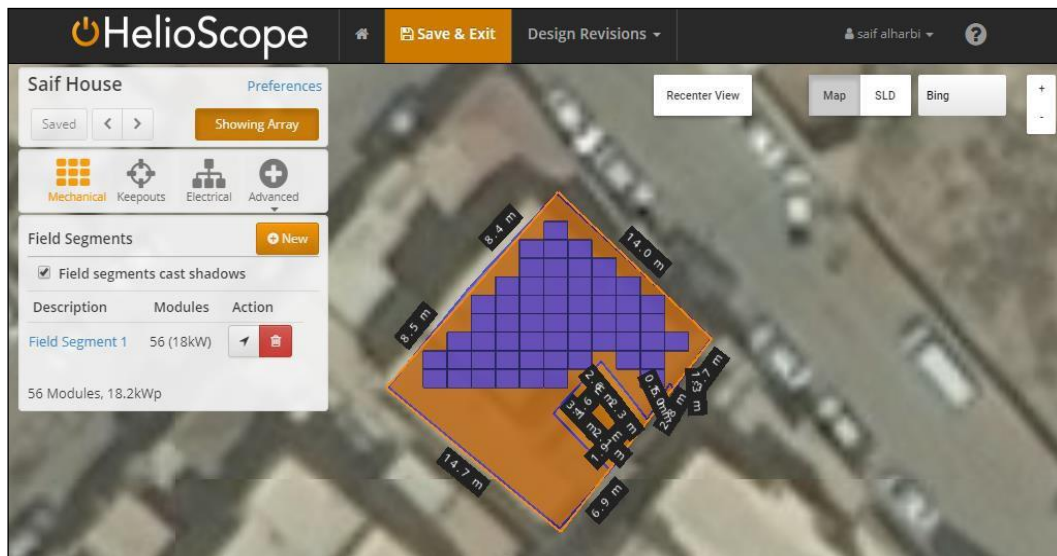 HelioScope
Save & Exit
Design Revisions
saif alharbi
?
Saif House
Preferences
Saved
Showing Array
Recenter View
Map
SLD
Bing
+
-
Mechanical
Keepouts
Electrical
Advanced
Field Segments
New
Field segments cast shadows
Description Modules Action
Field Segment 1 56 (18kW)
56 Modules, 18.2kWp
8.4 m
14.0 m
8.5 m
14.7 m
6.9 m